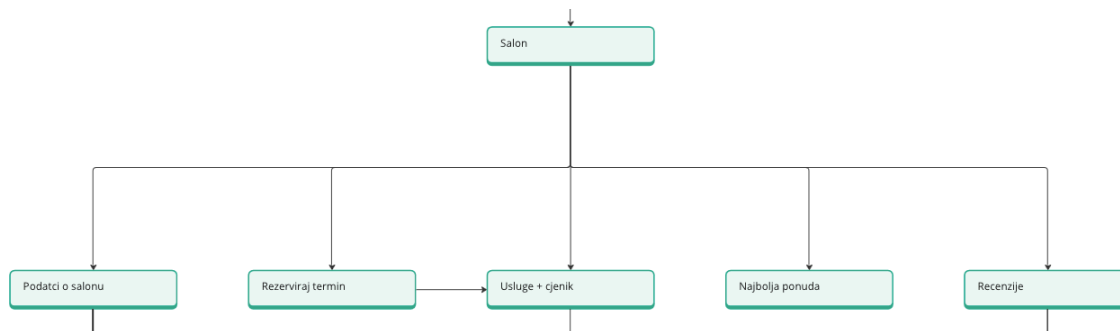 Salon
Podatci o salonu
Rezerviraj termin
Usluge + cjenik
Najbolja ponuda
Recenzije